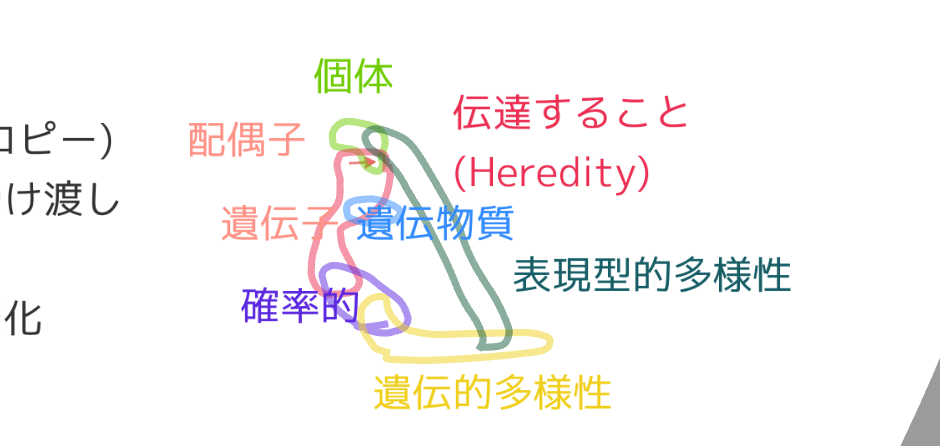 個体
伝達すること
(Heredity)
コピー)
配偶子
け渡し
遺伝子
遺伝物質
表現型的多様性
確率的
化
遺伝的多様性